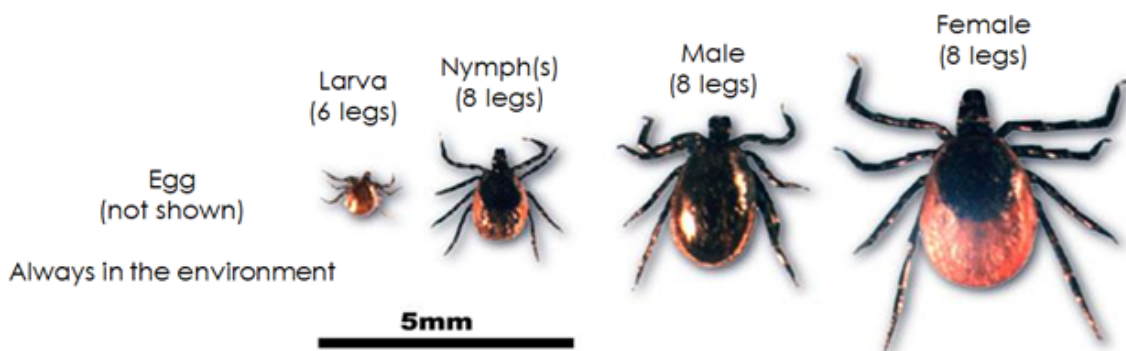 Egg
(not shown)
Always in the environment
Larva
(6 legs)
Nymph(s)
(8 legs)
Male
(8 legs)
Female
(8 legs)
5mm